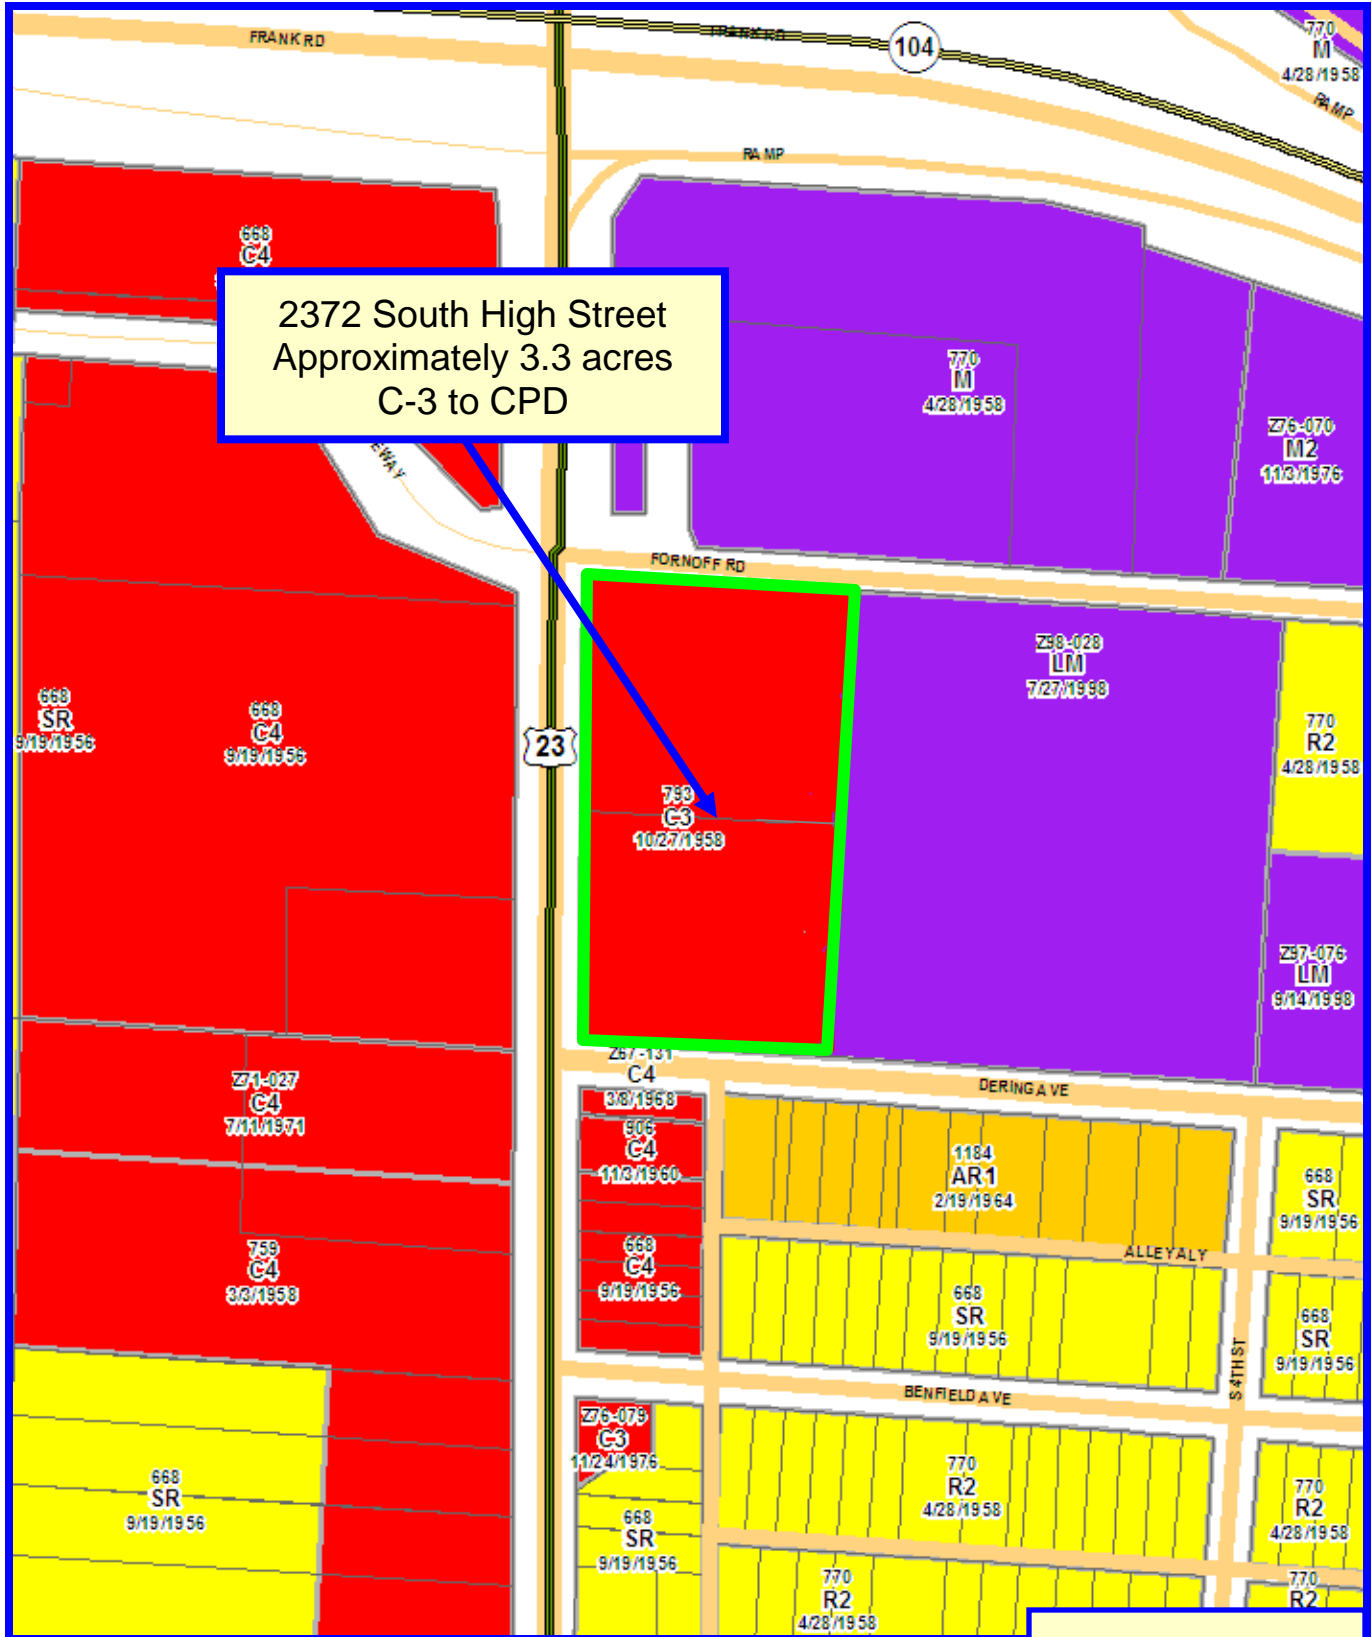 FRANK RD
FRANK RD
104
770
M
4/28/1958
RAMP
RAMP
668
C4
2372 South High Street
Approximately 3.3 acres
C-3 to CPD
770
M
4/28/1958
Z76-070
M2
11/3/1976
EWAY
FORNOFF RD
Z98-028
LM
7/27/1998
668
SR
9/19/1956
668
C4
9/19/1956
23
770
R2
4/28/1958
793
C3
10/27/1958
Z97-076
LM
9/14/1998
Z67-131
C4
3/8/1968
Z71-027
C4
7/11/1971
DERING AVE
906
C4
11/3/1960
1184
AR1
2/19/1964
668
SR
9/19/1956
759
C4
3/3/1958
668
C4
9/19/1956
ALLEYALY
668
SR
9/19/1956
668
SR
9/19/1956
S 4TH ST
BENFIELD AVE
Z76-079
C3
11/24/1976
668
SR
9/19/1956
668
SR
9/19/1956
770
R2
4/28/1958
770
R2
4/28/1958
770
R2
4/28/1958
770
R2